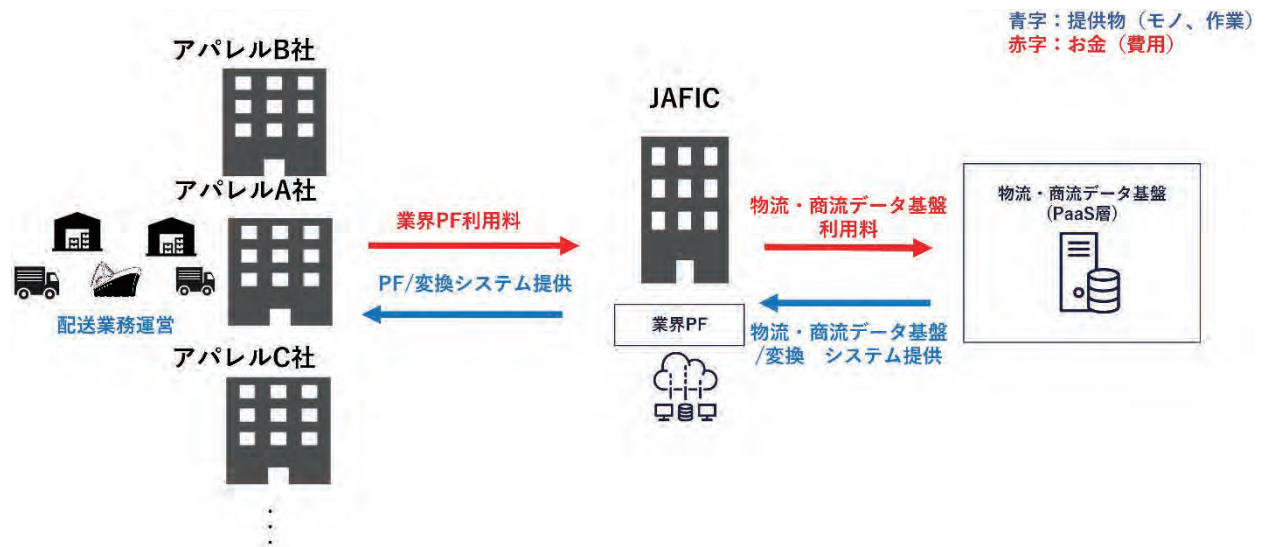 青字：提供物（モノ、作業）
赤字：お金（費用）
アパレルB社
アパレルA社
配送業務運営
アパレルC社
業界PF利用料
PF/変換システム提供
JAFIC
業界PF
物流・商流データ基盤
利用料
物流・商流データ基盤
/変換　システム提供
物流・商流データ基盤
(PaaS層)